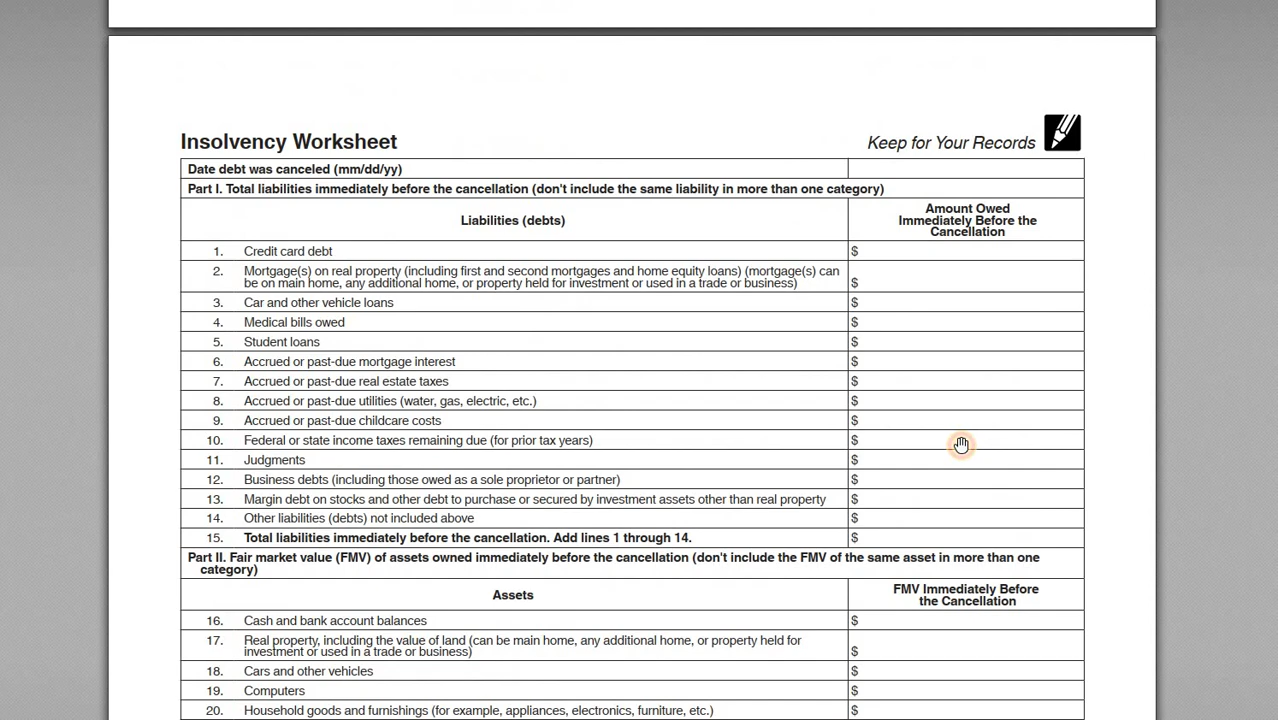 Insolvency Worksheet
Keep for Your Records
Date debt was canceled (mm/dd/yy)
Part I. Total liabilities immediately before the cancellation (don't include the same liability in more than one category)
Liabilities (debts)
Amount Owed
Immediately Before the
Cancellation
1. Credit card debt $
2. Mortgage(s) on real property (including first and second mortgages and home equity loans) (mortgage(s) can
be on main home, any additional home, or property held for investment or used in a trade or business) $
3. Car and other vehicle loans $
4. Medical bills owed $
5. Student loans $
6. Accrued or past-due mortgage interest $
7. Accrued or past-due real estate taxes $
8. Accrued or past-due utilities (water, gas, electric, etc.) $
9. Accrued or past-due childcare costs $
10. Federal or state income taxes remaining due (for prior tax years) $
11. Judgments $
12. Business debts (including those owed as a sole proprietor or partner) $
13. Margin debt on stocks and other debt to purchase or secured by investment assets other than real property $
14. Other liabilities (debts) not included above $
15. Total liabilities immediately before the cancellation. Add lines 1 through 14. $
Part II. Fair market value (FMV) of assets owned immediately before the cancellation (don't include the FMV of the same asset in more than one
category)
Assets
FMV Immediately Before
the Cancellation
16. Cash and bank account balances $
17. Real property, including the value of land (can be main home, any additional home, or property held for
investment or used in a trade or business) $
18. Cars and other vehicles $
19. Computers $
20. Household goods and furnishings (for example, appliances, electronics, furniture, etc.) $